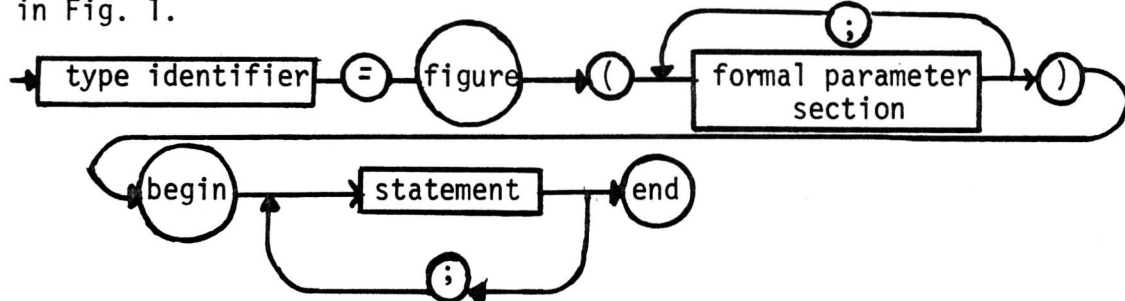 in Fig. 1.
;
type identifier = figure ( formal parameter )
section
begin statement end
;